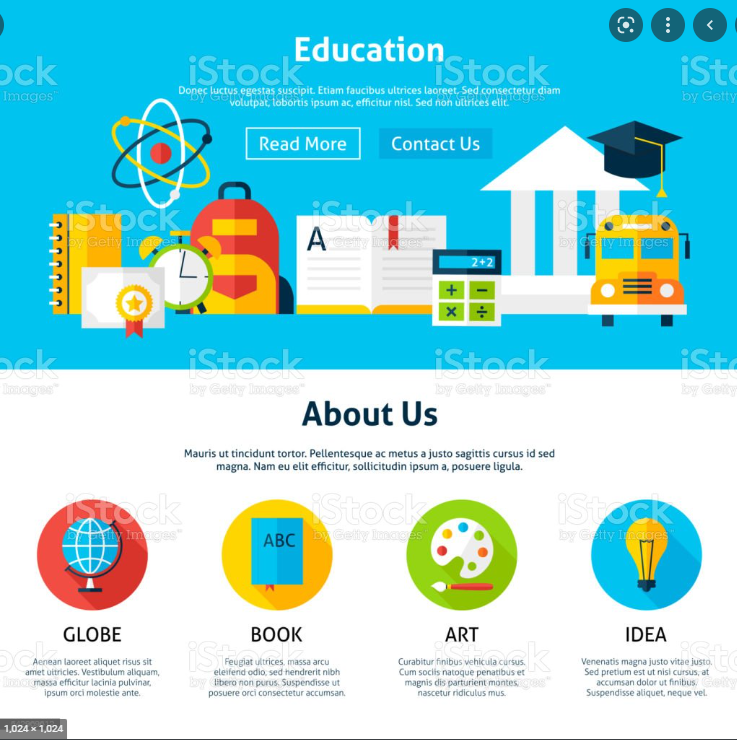 Education
Donec luctus egestas suscipit. Etiam faucibus ultrices laoreet. Sed consectetur diam
volutpat, lobortis ipsum ac, efficitur nisl. Sed non ultrices elit.
Read More
Contact Us
A
2+2
+ −
× ÷
iStock
by Getty Images™
About Us
Mauris ut tincidunt tortor. Pellentesque ac metus a justo sagittis cursus id sed
magna. Nam eu elit efficitur, sollicitudin ipsum a, posuere ligula.
ABC
GLOBE
Aenean laoreet aliquet risus sit
amet ultricies. Vestibulum aliquam,
massa efficitur lacinia pulvinar,
ipsum orci molestie ante.
BOOK
Feugiat ultrices, massa arcu
eleifend odio, sed hendrerit nibh
libero non purus. Suspendisse ut
posuere orci consectetur accumsan.
ART
Curabitur finibus vehicula cursus.
Cum sociis natoque penatibus et
magnis dis parturient montes,
nascetur ridiculus mus.
IDEA
Venenatis magna justo vitae justo.
Sed pretium est ut nisi cursus, at
accumsan dolor ut finibus.
Suspendisse aliquet, neque vel.
1,024 × 1,024